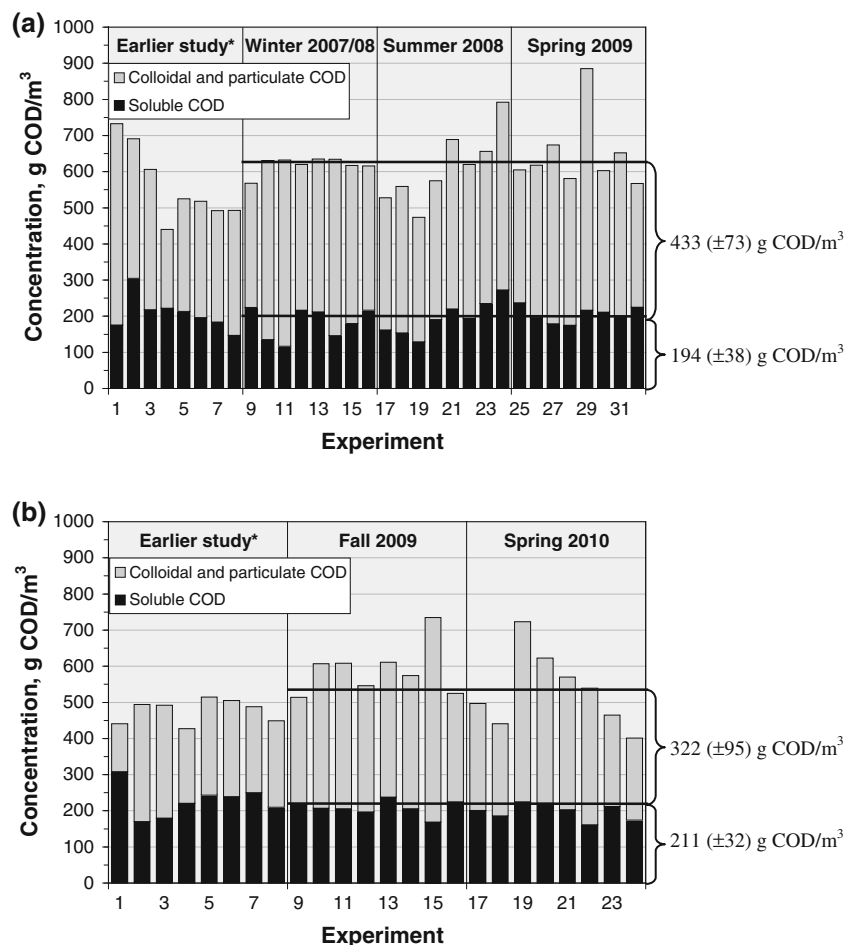 (a)
Concentration, g COD/m³
1000
900
800
700
600
500
400
300
200
100
0
Earlier study*
Winter 2007/08
Summer 2008
Spring 2009
Colloidal and particulate COD
Soluble COD
433 (±73) g COD/m³
194 (±38) g COD/m³
1 3 5 7 9 11 13 15 17 19 21 23 25 27 29 31
Experiment
(b)
Concentration, g COD/m³
1000
900
800
700
600
500
400
300
200
100
0
Earlier study*
Fall 2009
Spring 2010
Colloidal and particulate COD
Soluble COD
322 (±95) g COD/m³
211 (±32) g COD/m³
1 3 5 7 9 11 13 15 17 19 21 23
Experiment